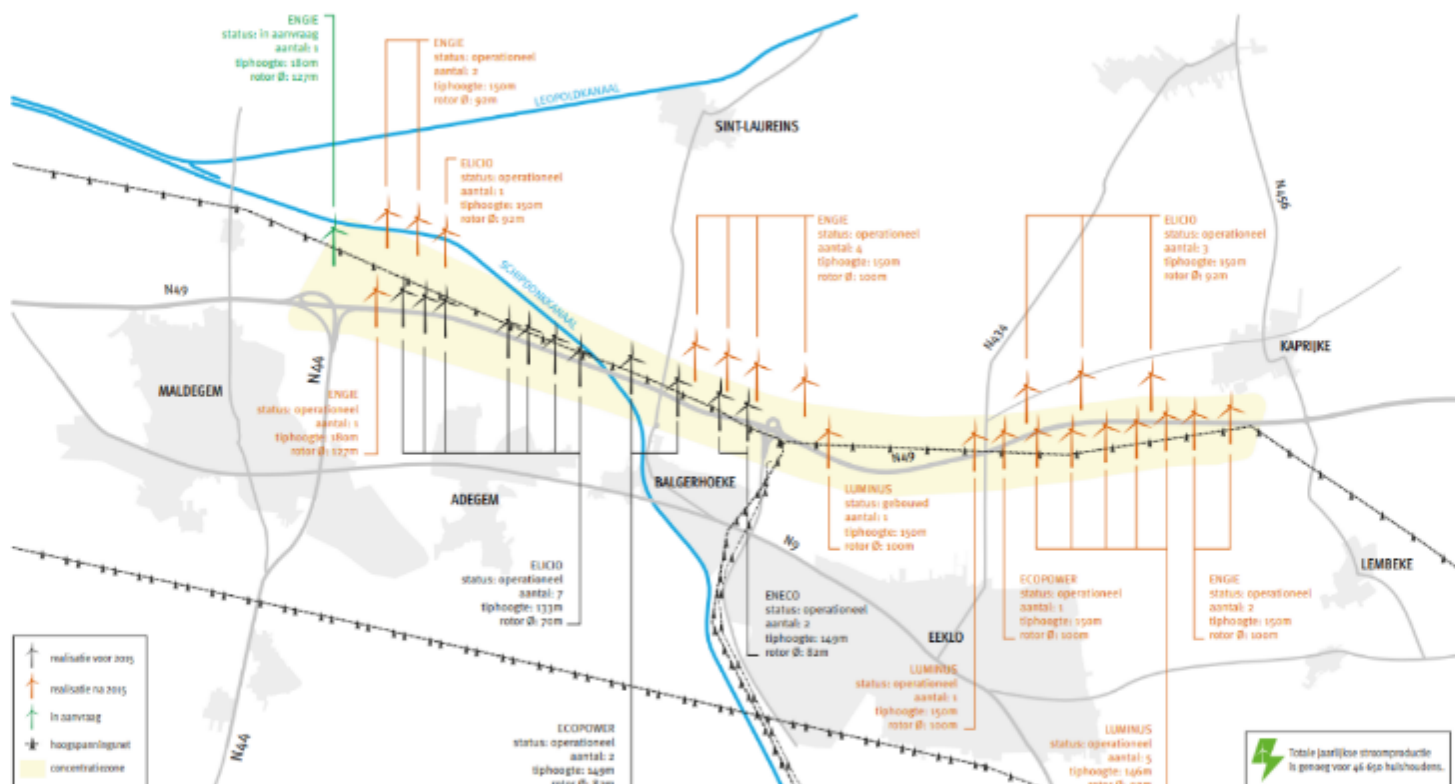 ENGIE
status: in aanvraag
aantal: 1
tiphoogte: 180m
rotor Ø: 127m
ENGIE
status: operationeel
aantal: 2
tiphoogte: 150m
rotor Ø: 92m
LEOPOLDKANAAL
SINT-LAUREINS
ELICIO
status: operationeel
aantal: 1
tiphoogte: 150m
rotor Ø: 92m
N456
ENGIE
status: operationeel
aantal: 4
tiphoogte: 150m
rotor Ø: 100m
ELICIO
status: operationeel
aantal: 3
tiphoogte: 150m
rotor Ø: 92m
SCHIPDONKKANAAL
N49
N434
KAPRIJKE
N44
MALDEGEM
ENGIE
status: operationeel
aantal: 1
tiphoogte: 180m
rotor Ø: 127m
N49
ADEGEM
BALGERHOEKE
LUMINUS
status: gebouwd
aantal: 1
tiphoogte: 150m
rotor Ø: 100m
N9
LEMBEKE
ELICIO
status: operationeel
aantal: 7
tiphoogte: 133m
rotor Ø: 70m
ENECO
status: operationeel
aantal: 2
tiphoogte: 149m
rotor Ø: 82m
ECOPOWER
status: operationeel
aantal: 1
tiphoogte: 150m
rotor Ø: 100m
ENGIE
status: operationeel
aantal: 2
tiphoogte: 150m
rotor Ø: 100m
EEKLO
LUMINUS
status: operationeel
aantal: 1
tiphoogte: 150m
rotor Ø: 100m
realisatie voor 2015
realisatie na 2015
in aanvraag
hoogspanningsnet
concentratiezone
N44
ECOPOWER
status: operationeel
aantal: 2
tiphoogte: 149m
LUMINUS
status: operationeel
aantal: 5
tiphoogte: 146m
Totale jaarlijkse stroomproductie
is genoeg voor 46 650 huishoudens.